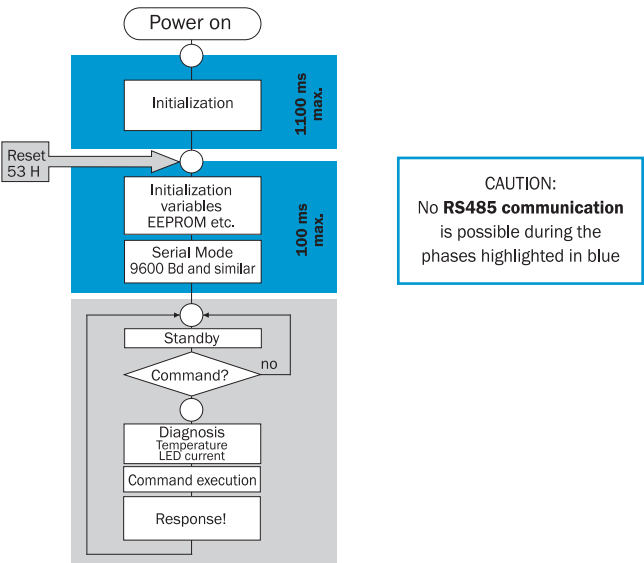 Power on
Initialization
1100 ms
max.
Reset
53 H
Initialization
variables
EEPROM etc.
Serial Mode
9600 Bd and similar
100 ms
max.
CAUTION:
No RS485 communication
is possible during the
phases highlighted in blue
Standby
Command?
no
Diagnosis
Temperature
LED current
Command execution
Response!